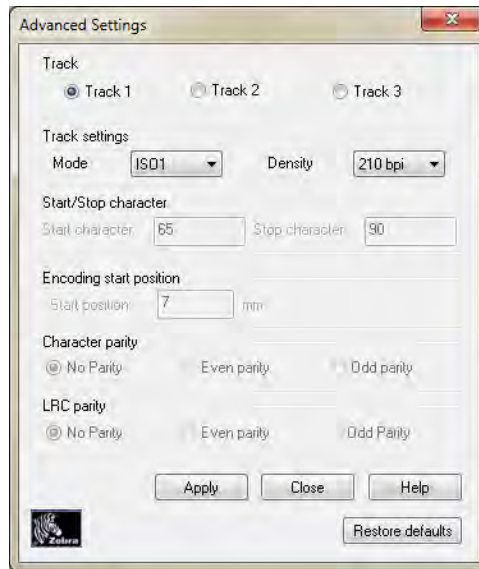 Advanced Settings
Track
Track 1 Track 2 Track 3
Track settings
Mode ISO1 Density 210 bpi
Start/Stop character
Start character 65 Stop character 90
Encoding start position
Start position 7 mm
Character parity
No Parity Even parity Odd parity
LRC parity
No Parity Even parity Odd Parity
Apply Close Help
Zebra
Restore defaults